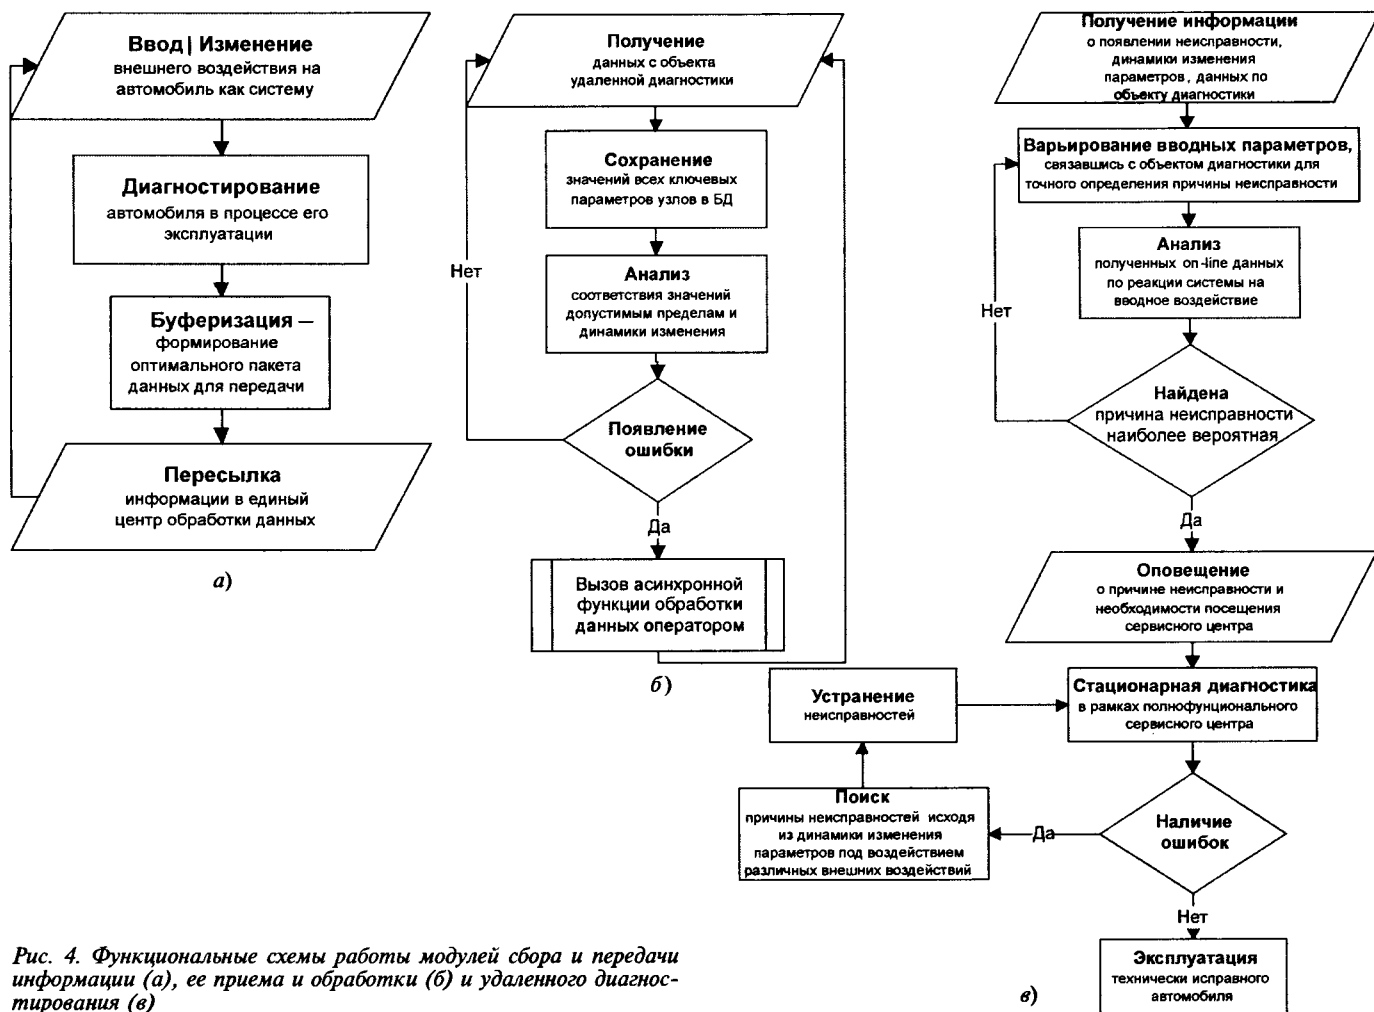 Ввод | Изменение
внешнего воздействия на
автомобиль как систему
Диагностирование
автомобиля в процессе его
эксплуатации
Буферизация —
формирование
оптимального пакета
данных для передачи
Пересылка
информации в единый
центр обработки данных
а)
Получение
данных с объекта
удаленной диагностики
Сохранение
значений всех ключевых
параметров узлов в БД
Анализ
соответствия значений
допустимым пределам и
динамики изменения
Нет
Появление
ошибки
Да
Вызов асинхронной
функции обработки
данных оператором
б)
Получение информации
о появлении неисправности,
динамики изменения
параметров, данных по
объекту диагностики
Варьирование вводных параметров,
связавшись с объектом диагностики для
точного определения причины неисправности
Анализ
полученных on-line данных
по реакции системы на
вводное воздействие
Нет
Найдена
причина неисправности
наиболее вероятная
Да
Оповещение
о причине неисправности и
необходимости посещения
сервисного центра
Стационарная диагностика
в рамках полнофунционального
сервисного центра
Устранение
неисправностей
Поиск
причины неисправностей исходя
из динамики изменения
параметров под воздействием
различных внешних воздействий
Да
Наличие
ошибок
Нет
Эксплуатация
технически исправного
автомобиля
в)
Рис. 4. Функциональные схемы работы модулей сбора и передачи
информации (а), ее приема и обработки (б) и удаленного диагнос-
тирования (в)